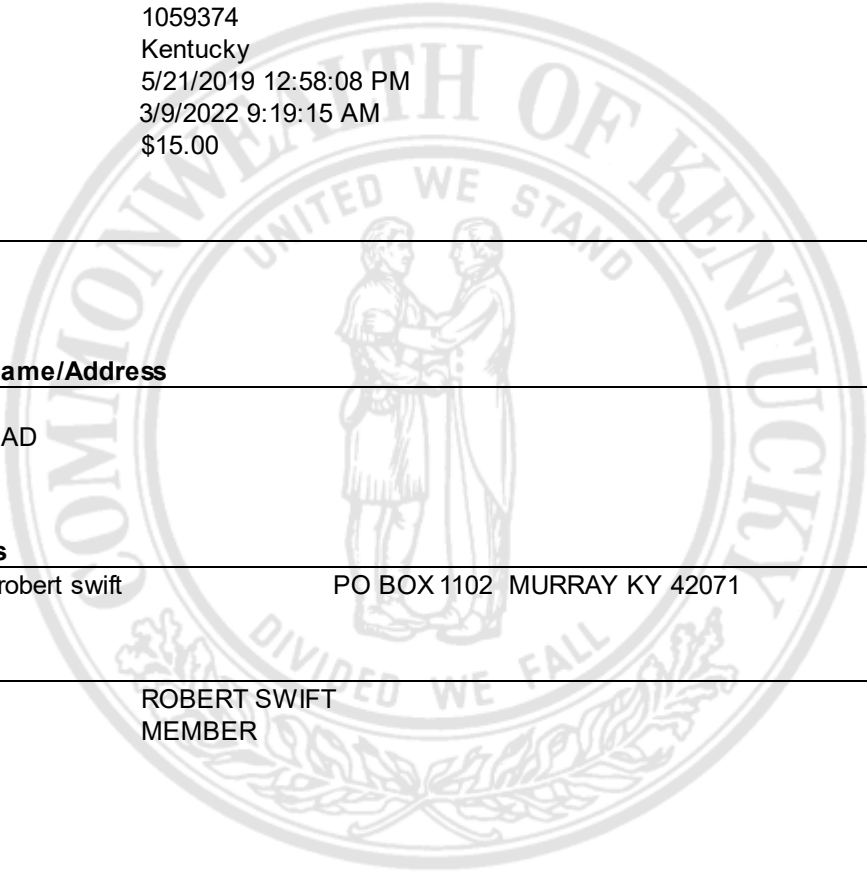 1059374
Kentucky
5/21/2019 12:58:08 PM
3/9/2022 9:19:15 AM
$15.00
COMMONWEALTH OF KENTUCKY
UNITED WE STAND
ame/Address
AD
s
robert swift PO BOX 1102 MURRAY KY 42071
DIVIDED WE FALL
ROBERT SWIFT
MEMBER